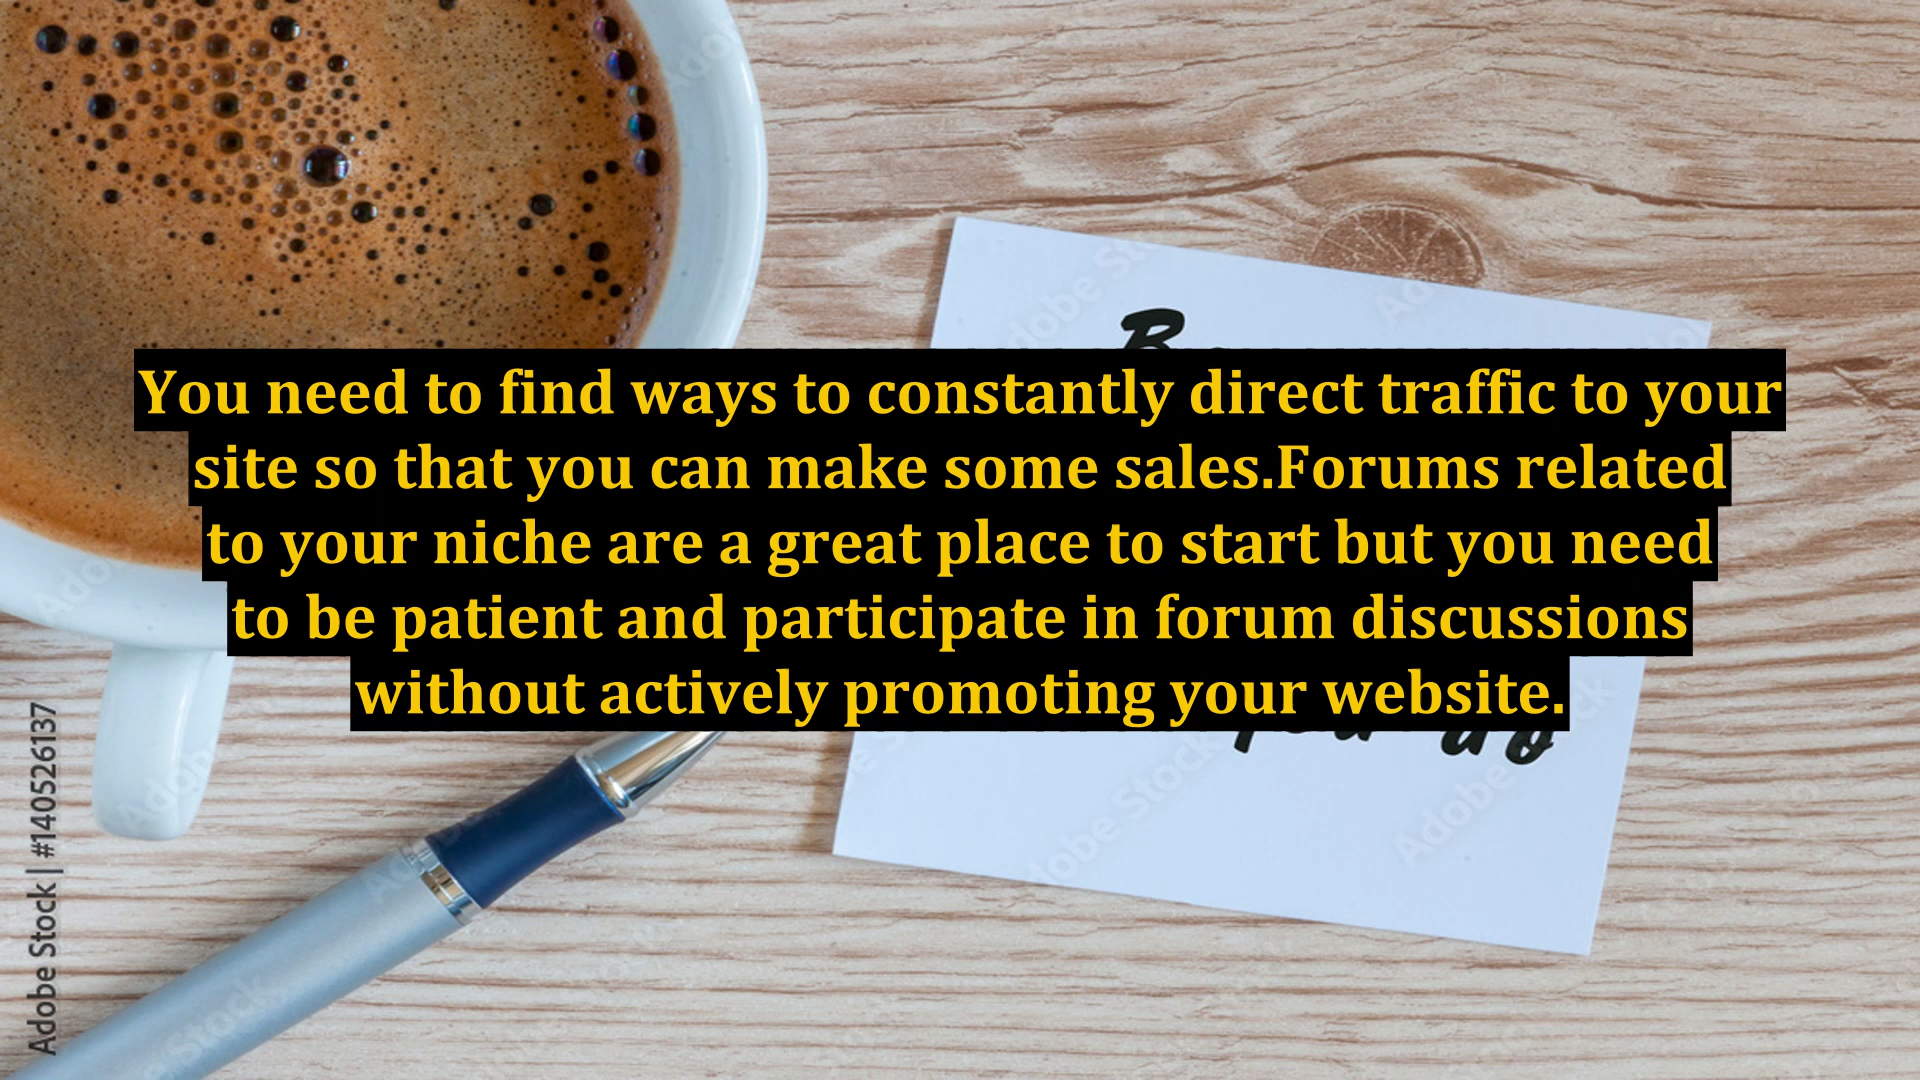 You need to find ways to constantly direct traffic to your
site so that you can make some sales.Forums related
to your niche are a great place to start but you need
to be patient and participate in forum discussions
without actively promoting your website.
Adobe Stock | #140526137